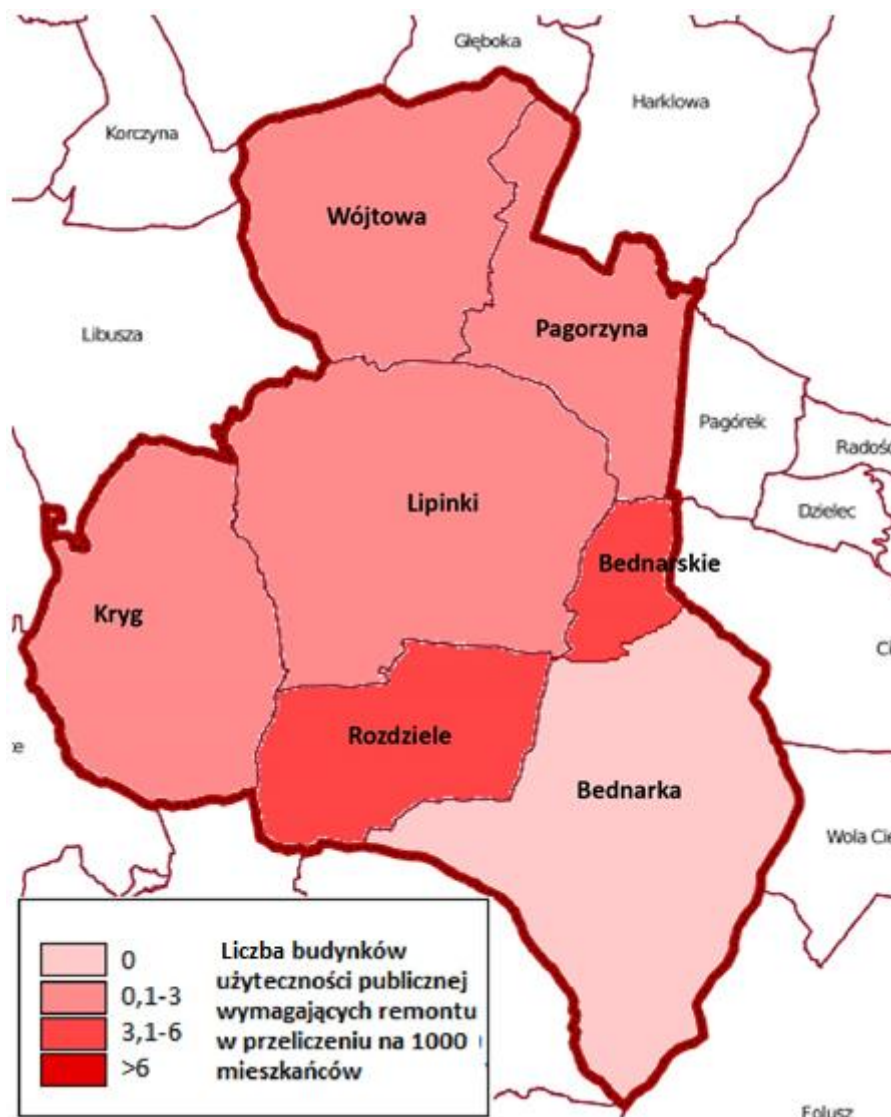 Głęboka
Harklowa
Korczyna
Wójtowa
Libusza
Pagorzyna
Pagórek
Radość
Lipinki
Dzielec
Bednarskie
Kryg
Rozdziele
Bednarka
Wola Cie
Folusz
0
0,1-3
3,1-6
>6
Liczba budynków
użyteczności publicznej
wymagających remontu
w przeliczeniu na 1000
mieszkańców